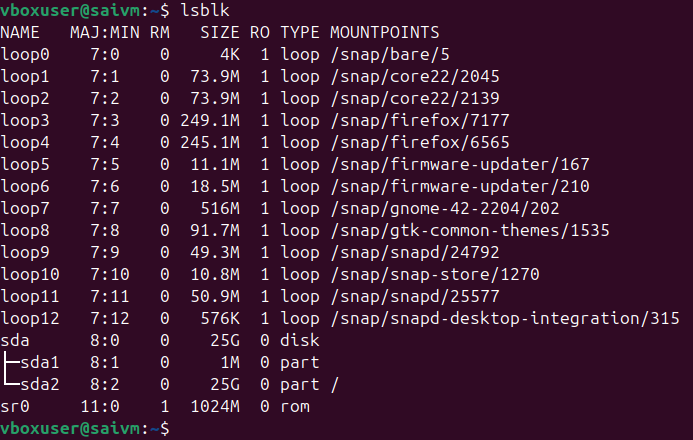 vboxuser@saivm:~$ lsblk
NAME   MAJ:MIN RM   SIZE RO TYPE MOUNTPOINTS
loop0    7:0    0     4K  1 loop /snap/bare/5
loop1    7:1    0  73.9M  1 loop /snap/core22/2045
loop2    7:2    0  73.9M  1 loop /snap/core22/2139
loop3    7:3    0 249.1M  1 loop /snap/firefox/7177
loop4    7:4    0 245.1M  1 loop /snap/firefox/6565
loop5    7:5    0  11.1M  1 loop /snap/firmware-updater/167
loop6    7:6    0  18.5M  1 loop /snap/firmware-updater/210
loop7    7:7    0   516M  1 loop /snap/gnome-42-2204/202
loop8    7:8    0  91.7M  1 loop /snap/gtk-common-themes/1535
loop9    7:9    0  49.3M  1 loop /snap/snapd/24792
loop10   7:10   0  10.8M  1 loop /snap/snap-store/1270
loop11   7:11   0  50.9M  1 loop /snap/snapd/25577
loop12   7:12   0   576K  1 loop /snap/snapd-desktop-integration/315
sda      8:0    0    25G  0 disk
├─sda1   8:1    0     1M  0 part
└─sda2   8:2    0    25G  0 part /
sr0     11:0    1  1024M  0 rom
vboxuser@saivm:~$